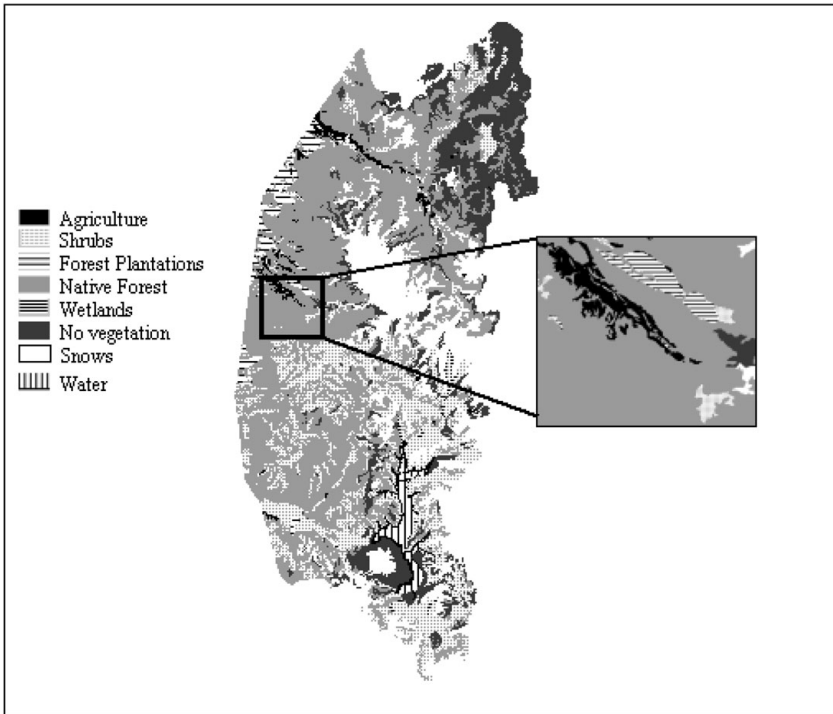 Agriculture
Shrubs
Forest Plantations
Native Forest
Wetlands
No vegetation
Snows
Water